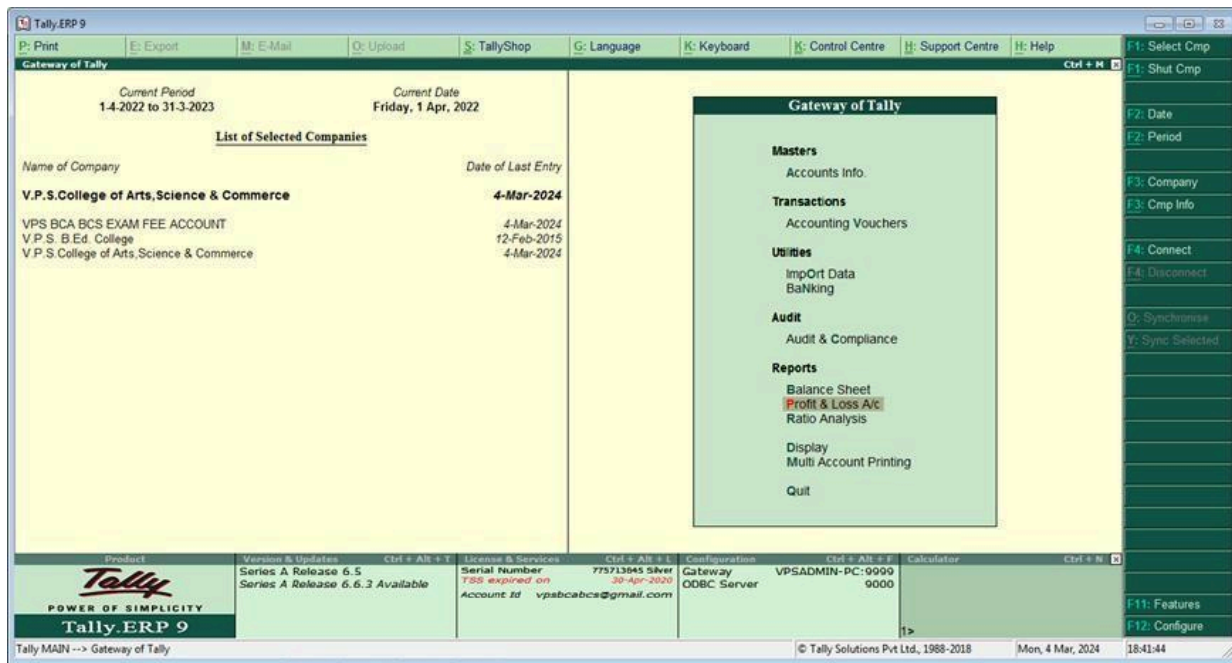 Tally.ERP 9
P: Print E: Export M: E-Mail O: Upload S: TallyShop G: Language K: Keyboard K: Control Centre H: Support Centre H: Help
Gateway of Tally Ctrl + M
Current Period Current Date
1-4-2022 to 31-3-2023 Friday, 1 Apr, 2022
List of Selected Companies
Name of Company Date of Last Entry
V.P.S.College of Arts,Science & Commerce 4-Mar-2024
VPS BCA BCS EXAM FEE ACCOUNT 4-Mar-2024
V.P.S. B.Ed. College 12-Feb-2015
V.P.S.College of Arts,Science & Commerce 4-Mar-2024
Gateway of Tally
Masters
Accounts Info.
Transactions
Accounting Vouchers
Utilities
ImpOrt Data
BaNking
Audit
Audit & Compliance
Reports
Balance Sheet
Profit & Loss A/c
Ratio Analysis
Display
Multi Account Printing
Quit
F1: Select Cmp
F1: Shut Cmp
F2: Date
F2: Period
F3: Company
F3: Cmp Info
F4: Connect
F4: Disconnect
O: Synchronise
Y: Sync Selected
F11: Features
F12: Configure
Product
Tally
POWER OF SIMPLICITY
Tally.ERP 9
Version & Updates Ctrl + Alt + T
Series A Release 6.5
Series A Release 6.6.3 Available
License & Services Ctrl + Alt + L
Serial Number 775713645 Silver
TSS expired on 30-Apr-2020
Account Id vpsbcabcs@gmail.com
Configuration Ctrl + Alt + F
Gateway VPSADMIN-PC:9999
ODBC Server 9000
Calculator Ctrl + N
1>
Tally MAIN --> Gateway of Tally © Tally Solutions Pvt Ltd., 1988-2018 Mon, 4 Mar, 2024 18:41:44